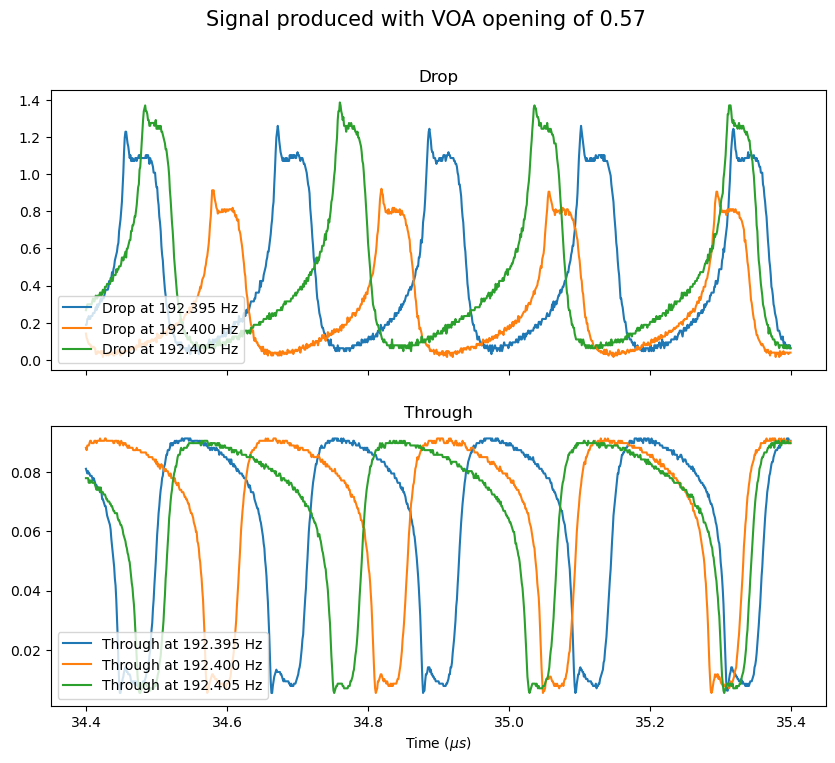 Signal produced with VOA opening of 0.57
Drop
1.4
1.2
1.0
0.8
0.6
0.4
0.2
0.0
Drop at 192.395 Hz
Drop at 192.400 Hz
Drop at 192.405 Hz
Through
0.08
0.06
0.04
0.02
Through at 192.395 Hz
Through at 192.400 Hz
Through at 192.405 Hz
34.4 34.6 34.8 35.0 35.2 35.4
Time (μs)